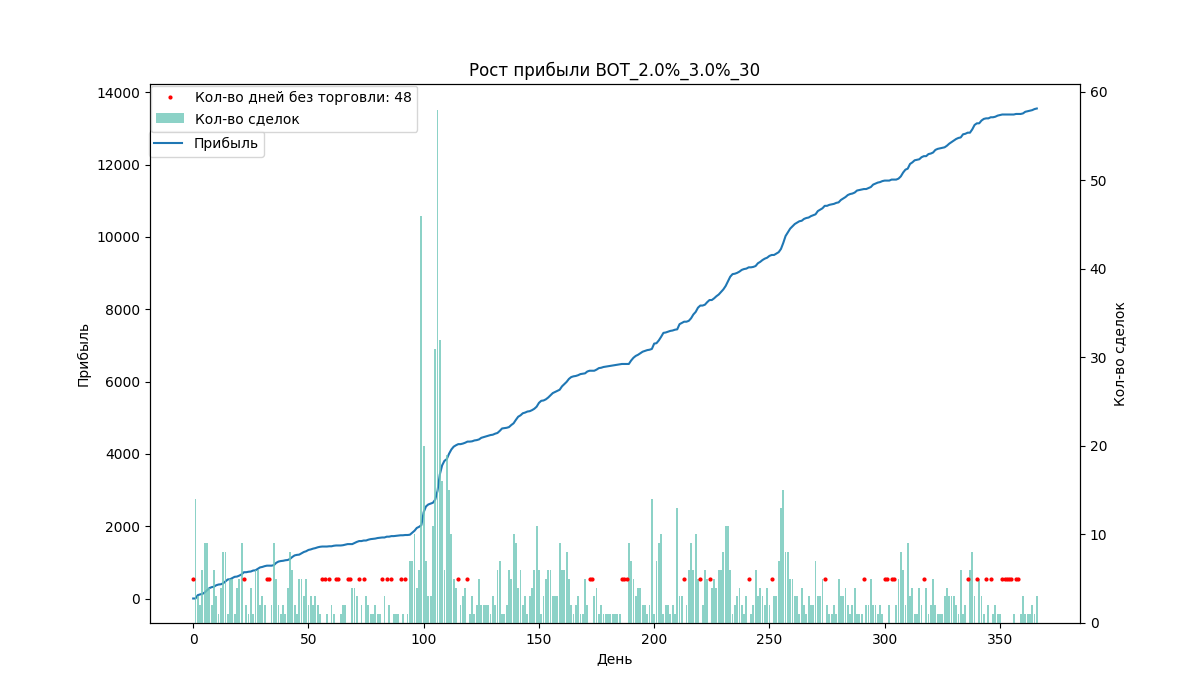 Рост прибыли BOT_2.0%_3.0%_30
Кол-во дней без торговли: 48
Кол-во сделок
Прибыль
14000
12000
10000
8000
6000
4000
2000
0
Прибыль
60
50
40
30
20
10
0
Кол-во сделок
0 50 100 150 200 250 300 350
День